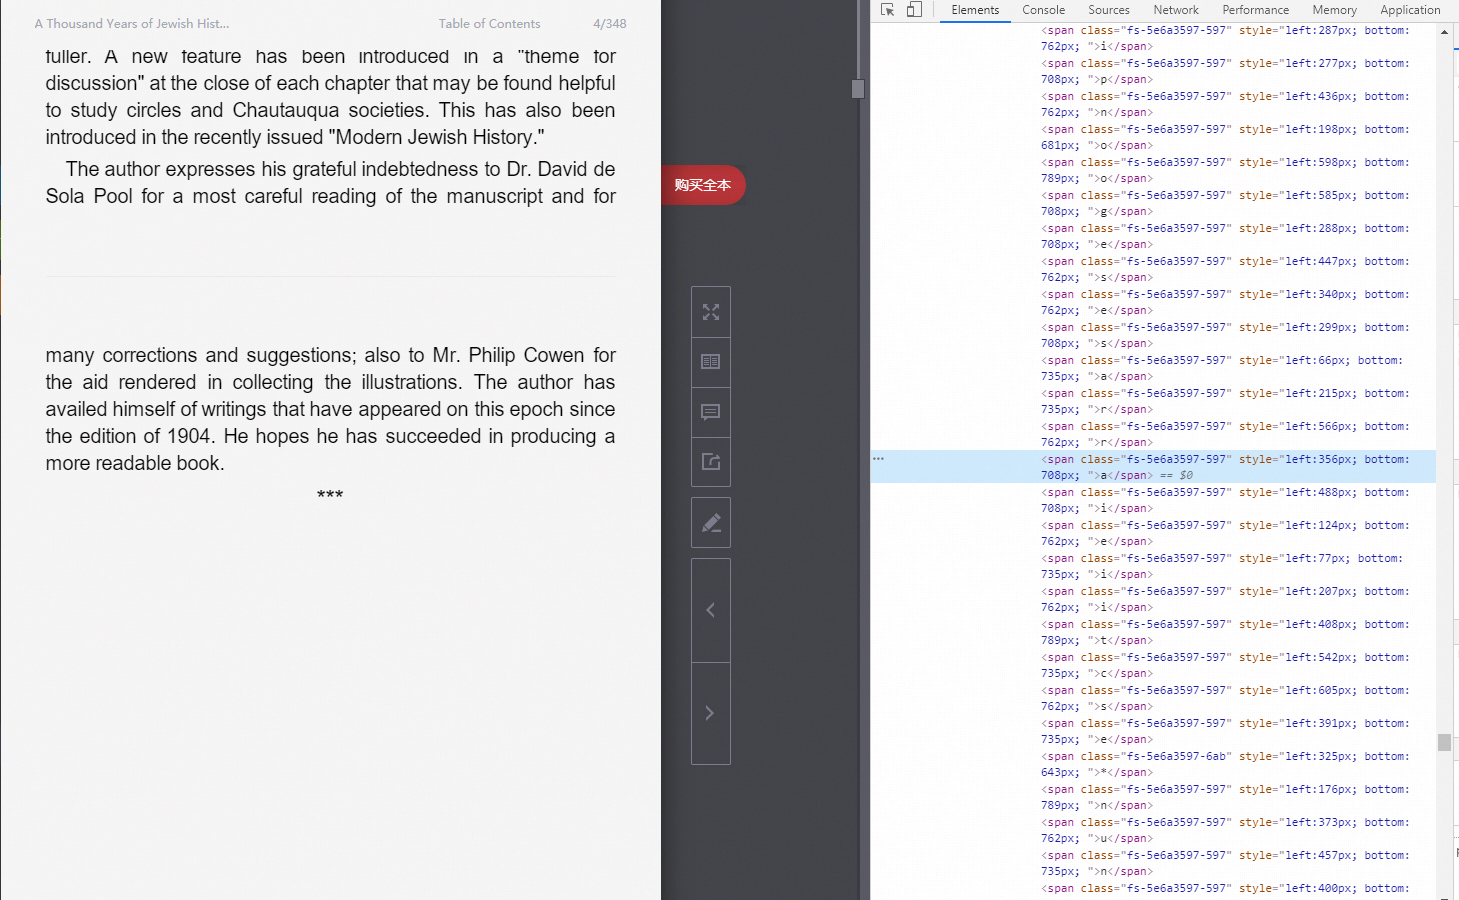 A Thousand Years of Jewish Hist...
Table of Contents
4/348
fuller. A new feature has been introduced in a "theme for
discussion" at the close of each chapter that may be found helpful
to study circles and Chautauqua societies. This has also been
introduced in the recently issued "Modern Jewish History."
The author expresses his grateful indebtedness to Dr. David de
Sola Pool for a most careful reading of the manuscript and for
many corrections and suggestions; also to Mr. Philip Cowen for
the aid rendered in collecting the illustrations. The author has
availed himself of writings that have appeared on this epoch since
the edition of 1904. He hopes he has succeeded in producing a
more readable book.
***
购买全本
Elements Console Sources Network Performance Memory Application
<span class="fs-5e6a3597-597" style="left:287px; bottom:
762px; ">i</span>
<span class="fs-5e6a3597-597" style="left:277px; bottom:
708px; ">p</span>
<span class="fs-5e6a3597-597" style="left:436px; bottom:
762px; ">n</span>
<span class="fs-5e6a3597-597" style="left:198px; bottom:
681px; ">o</span>
<span class="fs-5e6a3597-597" style="left:598px; bottom:
789px; ">o</span>
<span class="fs-5e6a3597-597" style="left:585px; bottom:
708px; ">g</span>
<span class="fs-5e6a3597-597" style="left:288px; bottom:
708px; ">e</span>
<span class="fs-5e6a3597-597" style="left:447px; bottom:
762px; ">s</span>
<span class="fs-5e6a3597-597" style="left:340px; bottom:
762px; ">e</span>
<span class="fs-5e6a3597-597" style="left:299px; bottom:
708px; ">s</span>
<span class="fs-5e6a3597-597" style="left:66px; bottom:
735px; ">a</span>
<span class="fs-5e6a3597-597" style="left:215px; bottom:
735px; ">r</span>
<span class="fs-5e6a3597-597" style="left:566px; bottom:
762px; ">r</span>
<span class="fs-5e6a3597-597" style="left:356px; bottom:
708px; ">a</span> == $0
<span class="fs-5e6a3597-597" style="left:488px; bottom:
708px; ">i</span>
<span class="fs-5e6a3597-597" style="left:124px; bottom:
762px; ">e</span>
<span class="fs-5e6a3597-597" style="left:77px; bottom:
735px; ">i</span>
<span class="fs-5e6a3597-597" style="left:207px; bottom:
762px; ">i</span>
<span class="fs-5e6a3597-597" style="left:408px; bottom:
789px; ">t</span>
<span class="fs-5e6a3597-597" style="left:542px; bottom:
735px; ">c</span>
<span class="fs-5e6a3597-597" style="left:605px; bottom:
762px; ">s</span>
<span class="fs-5e6a3597-597" style="left:391px; bottom:
735px; ">e</span>
<span class="fs-5e6a3597-6ab" style="left:325px; bottom:
643px; ">*</span>
<span class="fs-5e6a3597-597" style="left:176px; bottom:
789px; ">n</span>
<span class="fs-5e6a3597-597" style="left:373px; bottom:
762px; ">u</span>
<span class="fs-5e6a3597-597" style="left:457px; bottom:
735px; ">n</span>
<span class="fs-5e6a3597-597" style="left:400px; bottom: